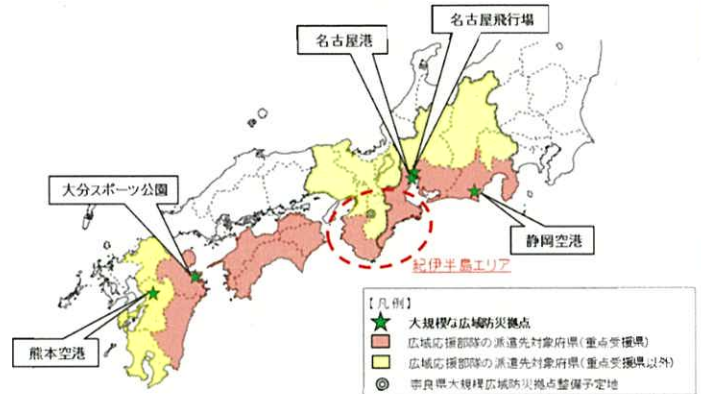 名古屋飛行場
名古屋港
大分スポーツ公園
静岡空港
紀伊半島エリア
熊本空港
【凡例】
大規模な広域防災拠点
広域応援部隊の派遣先対象府県(重点受援県)
広域応援部隊の派遣先対象府県(重点受援県以外)
奈良県大規模広域防災拠点整備予定地